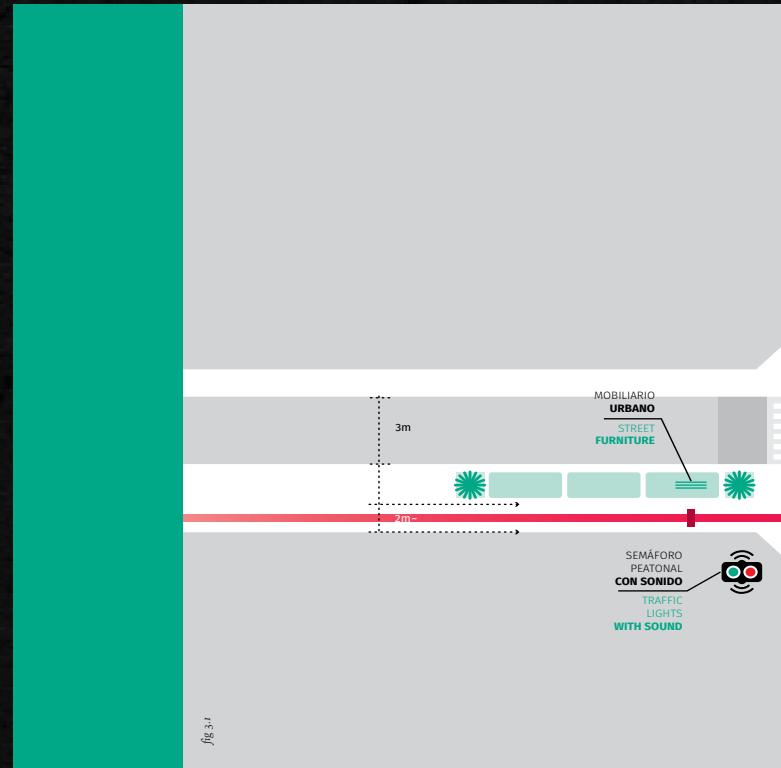 MOBILIARIO
URBANO
STREET
FURNITURE
3m
2m~
SEMÁFORO
PEATONAL
CON SONIDO
TRAFFIC
LIGHTS
WITH SOUND
fig 3.1